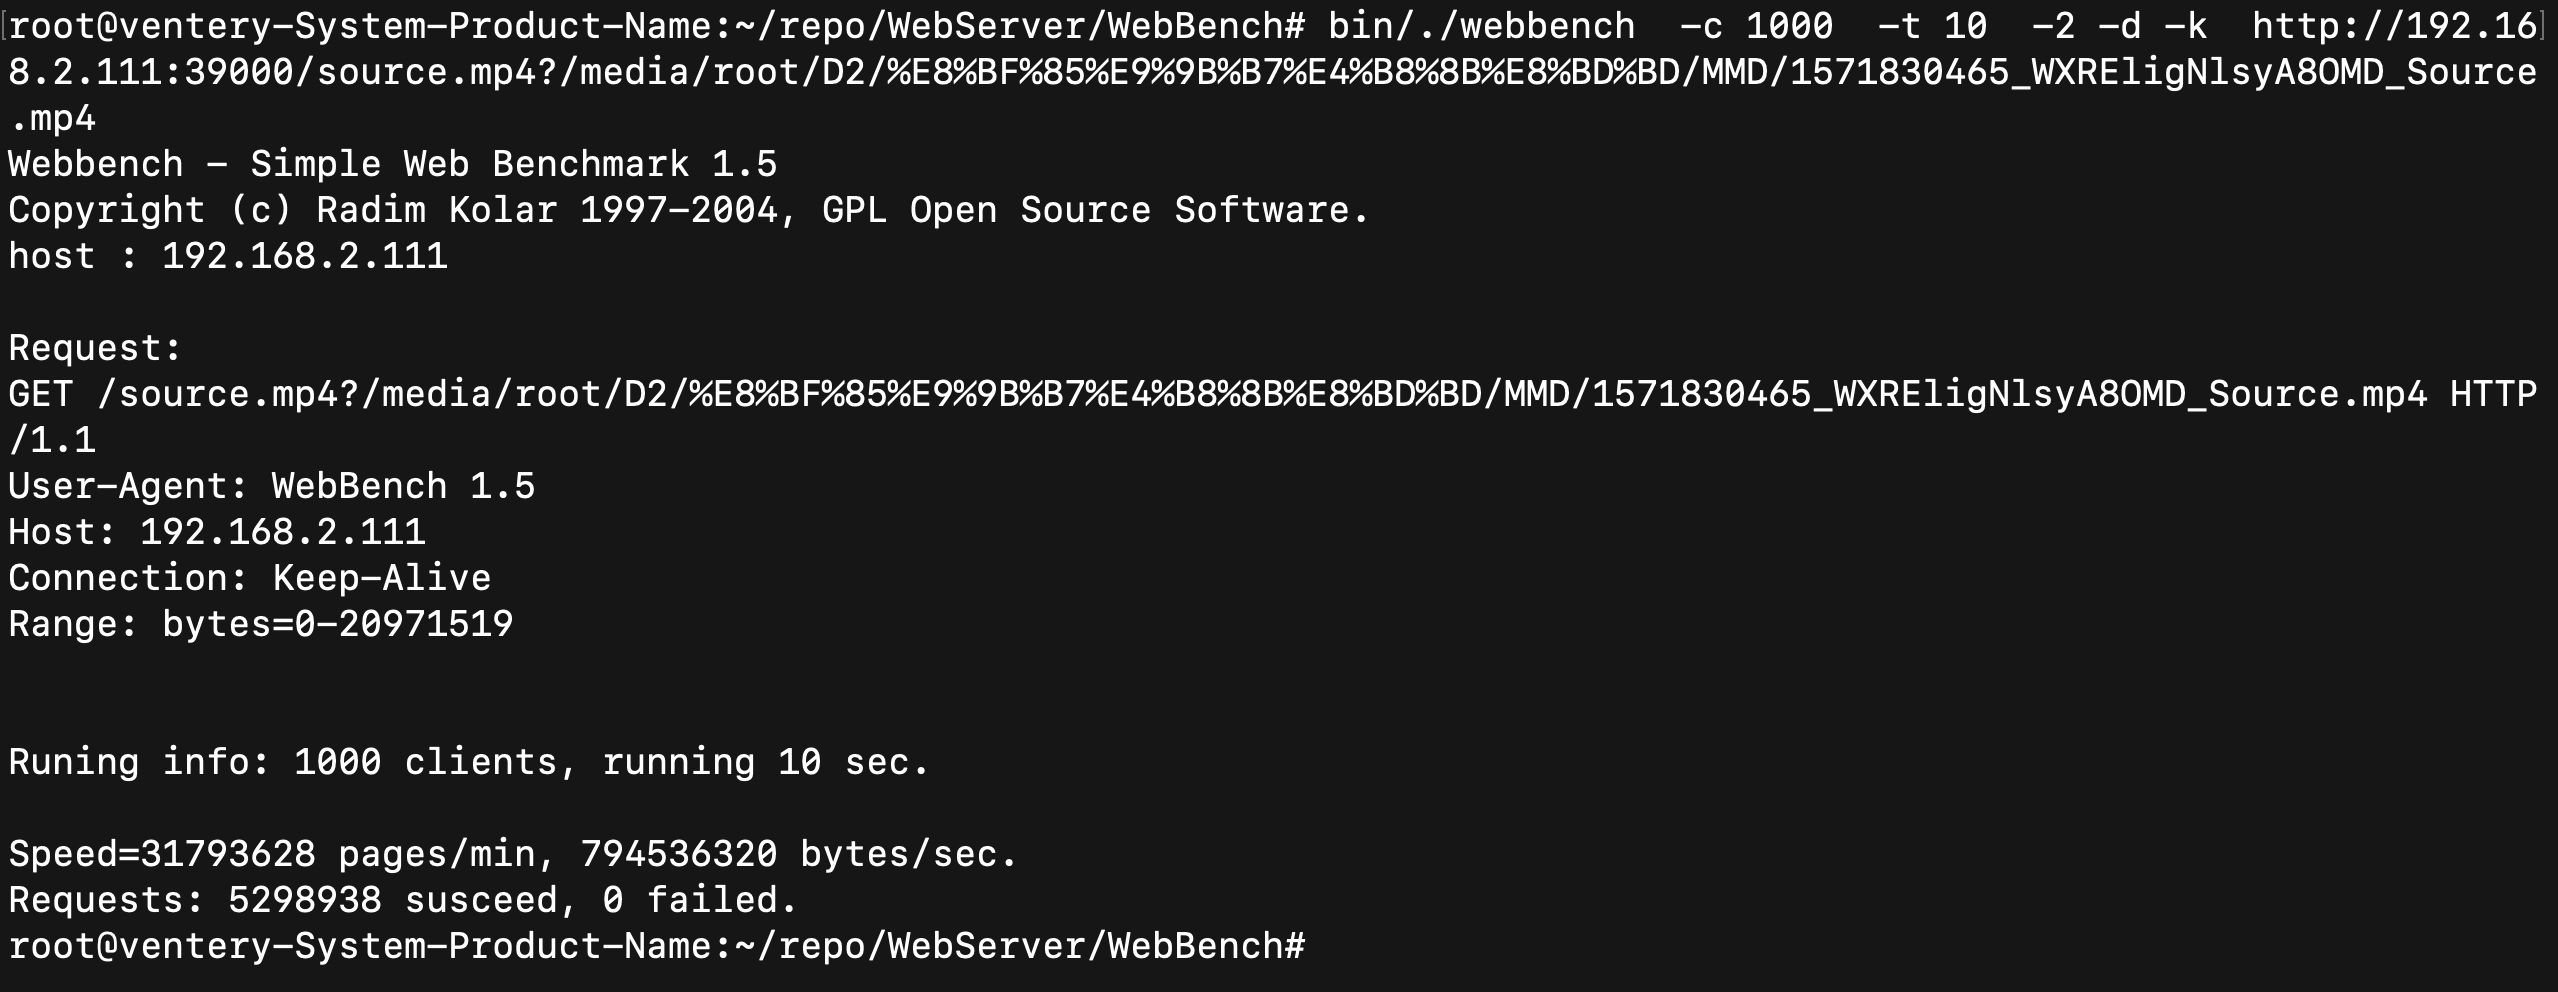 root@ventery-System-Product-Name:~/repo/WebServer/WebBench# bin/./webbench  -c 1000  -t 10  -2 -d -k  http://192.16
8.2.111:39000/source.mp4?/media/root/D2/%E8%BF%85%E9%9B%B7%E4%B8%8B%E8%BD%BD/MMD/1571830465_WXREligNlsyA8OMD_Source
.mp4
Webbench - Simple Web Benchmark 1.5
Copyright (c) Radim Kolar 1997-2004, GPL Open Source Software.
host : 192.168.2.111
Request:
GET /source.mp4?/media/root/D2/%E8%BF%85%E9%9B%B7%E4%B8%8B%E8%BD%BD/MMD/1571830465_WXREligNlsyA8OMD_Source.mp4 HTTP
/1.1
User-Agent: WebBench 1.5
Host: 192.168.2.111
Connection: Keep-Alive
Range: bytes=0-20971519
Runing info: 1000 clients, running 10 sec.
Speed=31793628 pages/min, 794536320 bytes/sec.
Requests: 5298938 susceed, 0 failed.
root@ventery-System-Product-Name:~/repo/WebServer/WebBench#